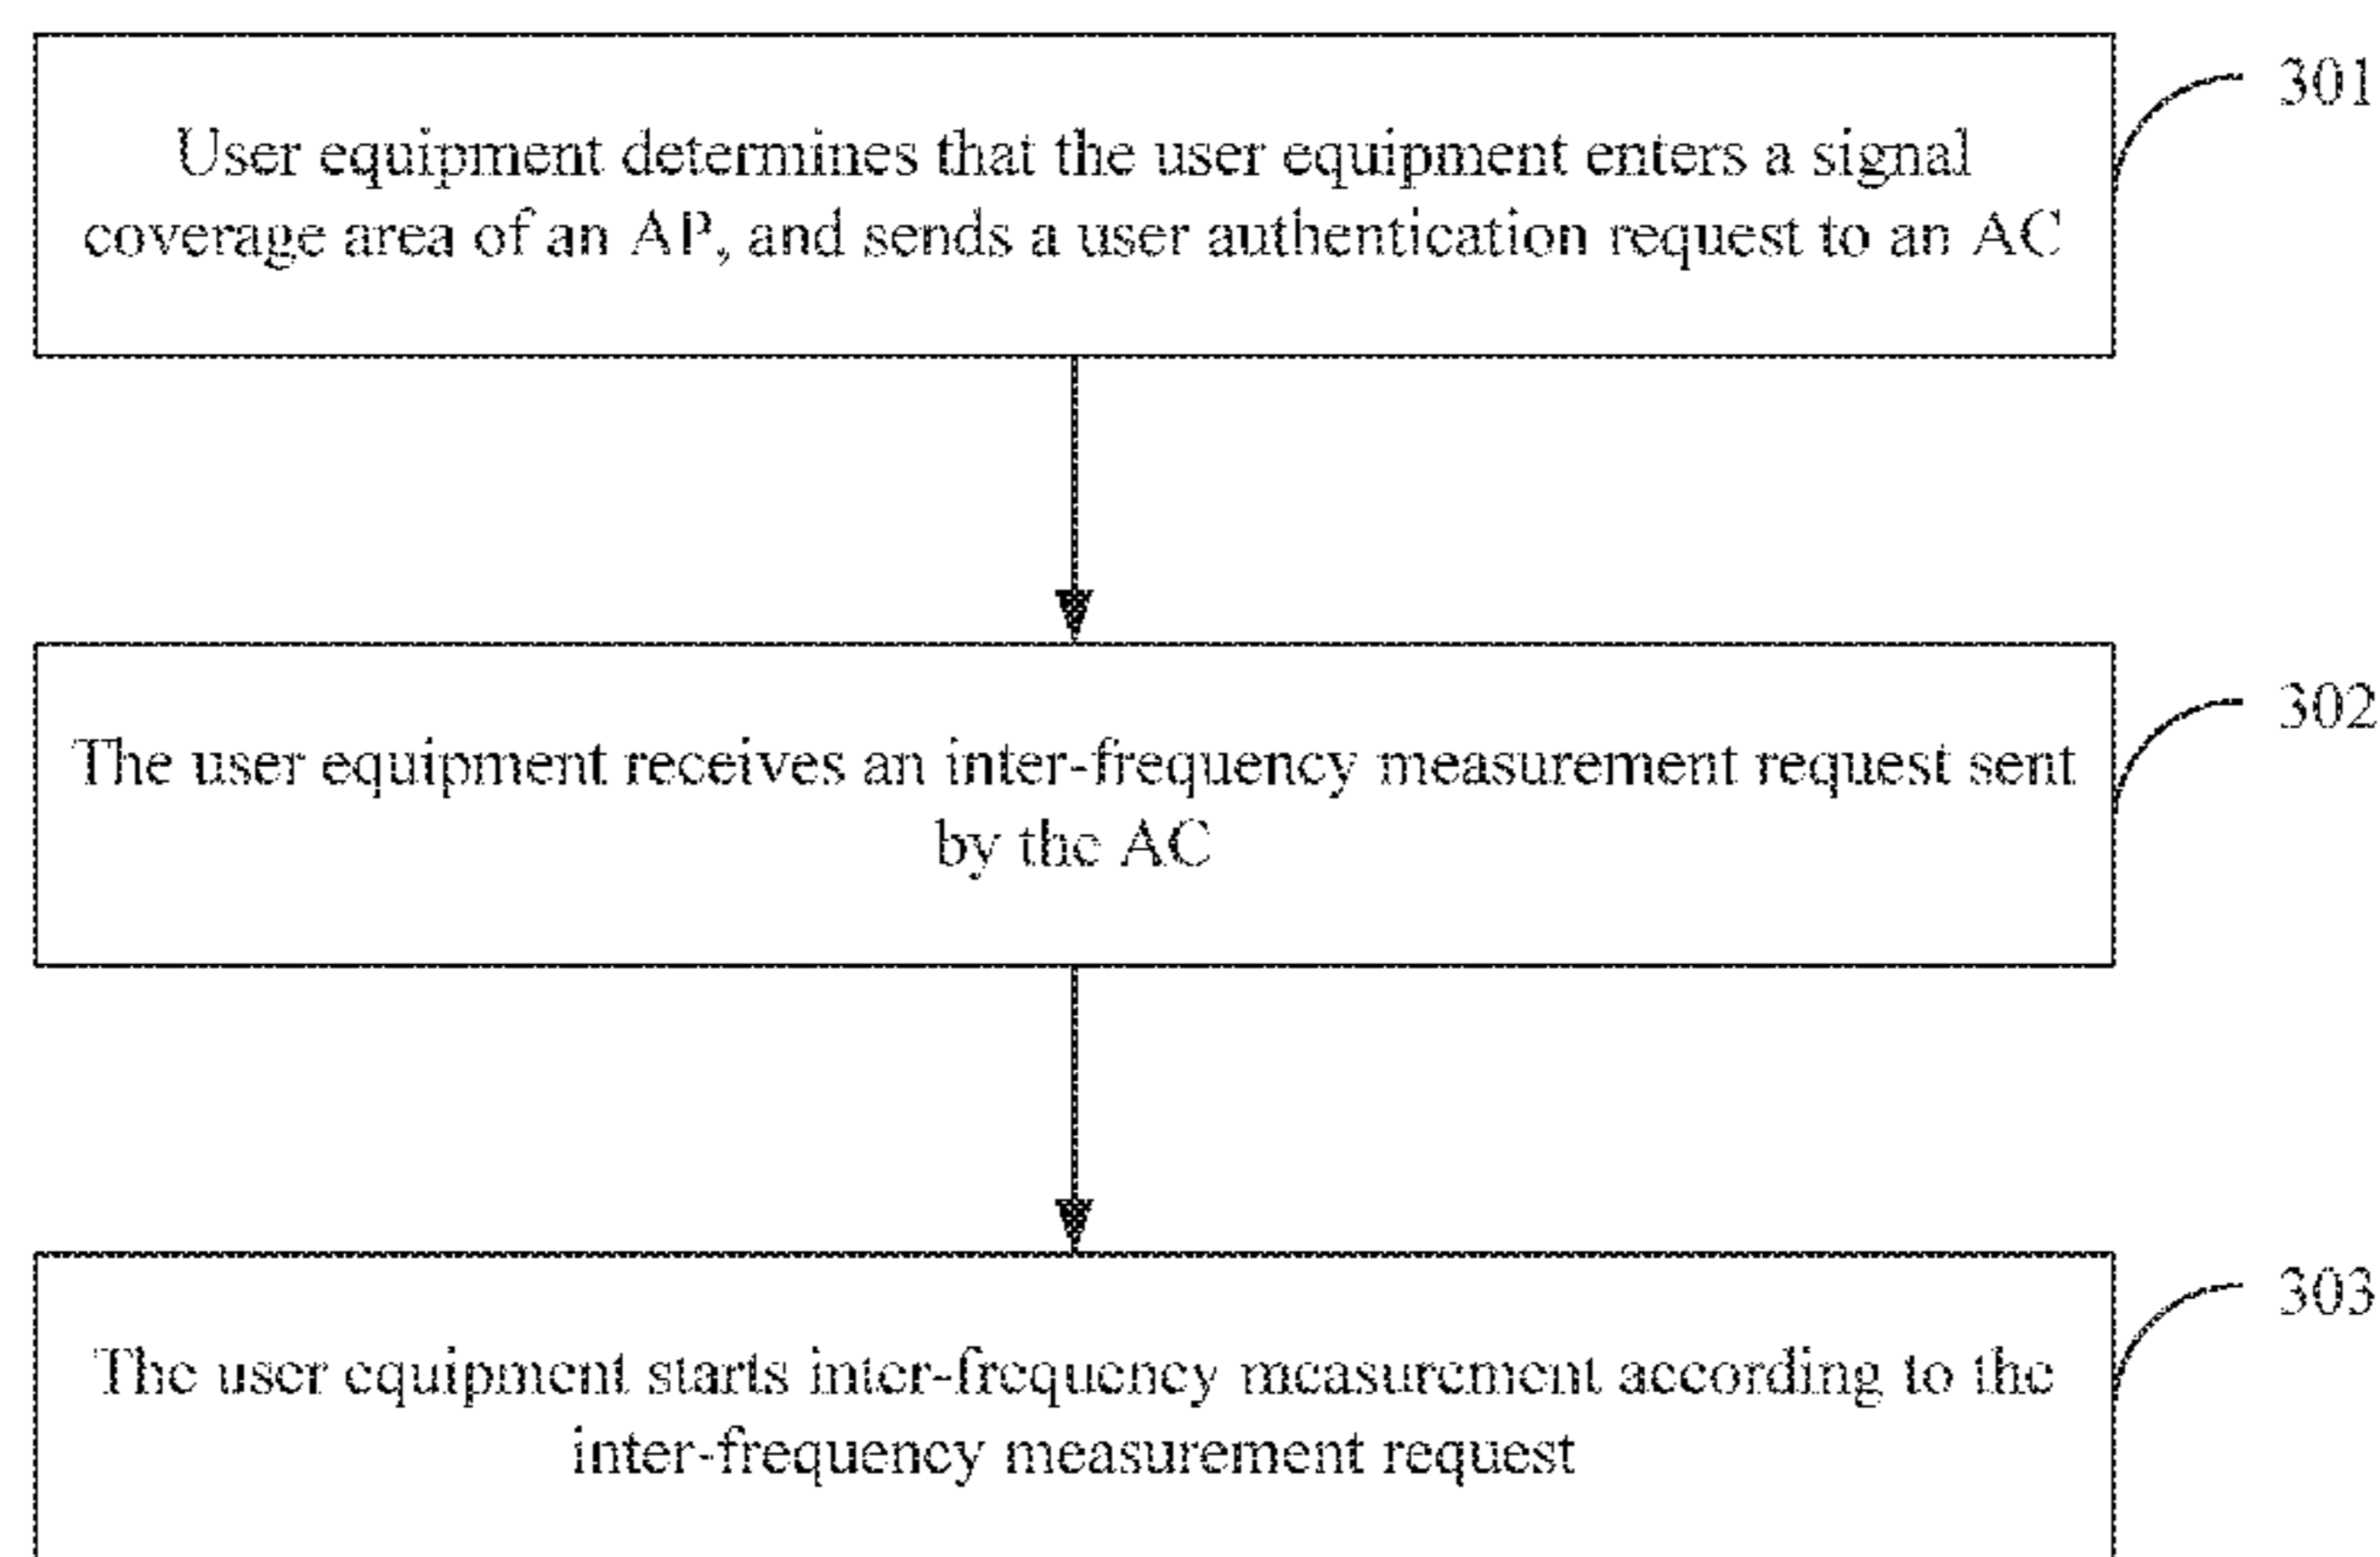 User equipment determines that the user equipment enters a signal
coverage area of an AP, and sends a user authentication request to an AC
301
The user equipment receives an inter-frequency measurement request sent
by the AC
302
The user equipment starts inter-frequency measurement according to the
inter-frequency measurement request
303